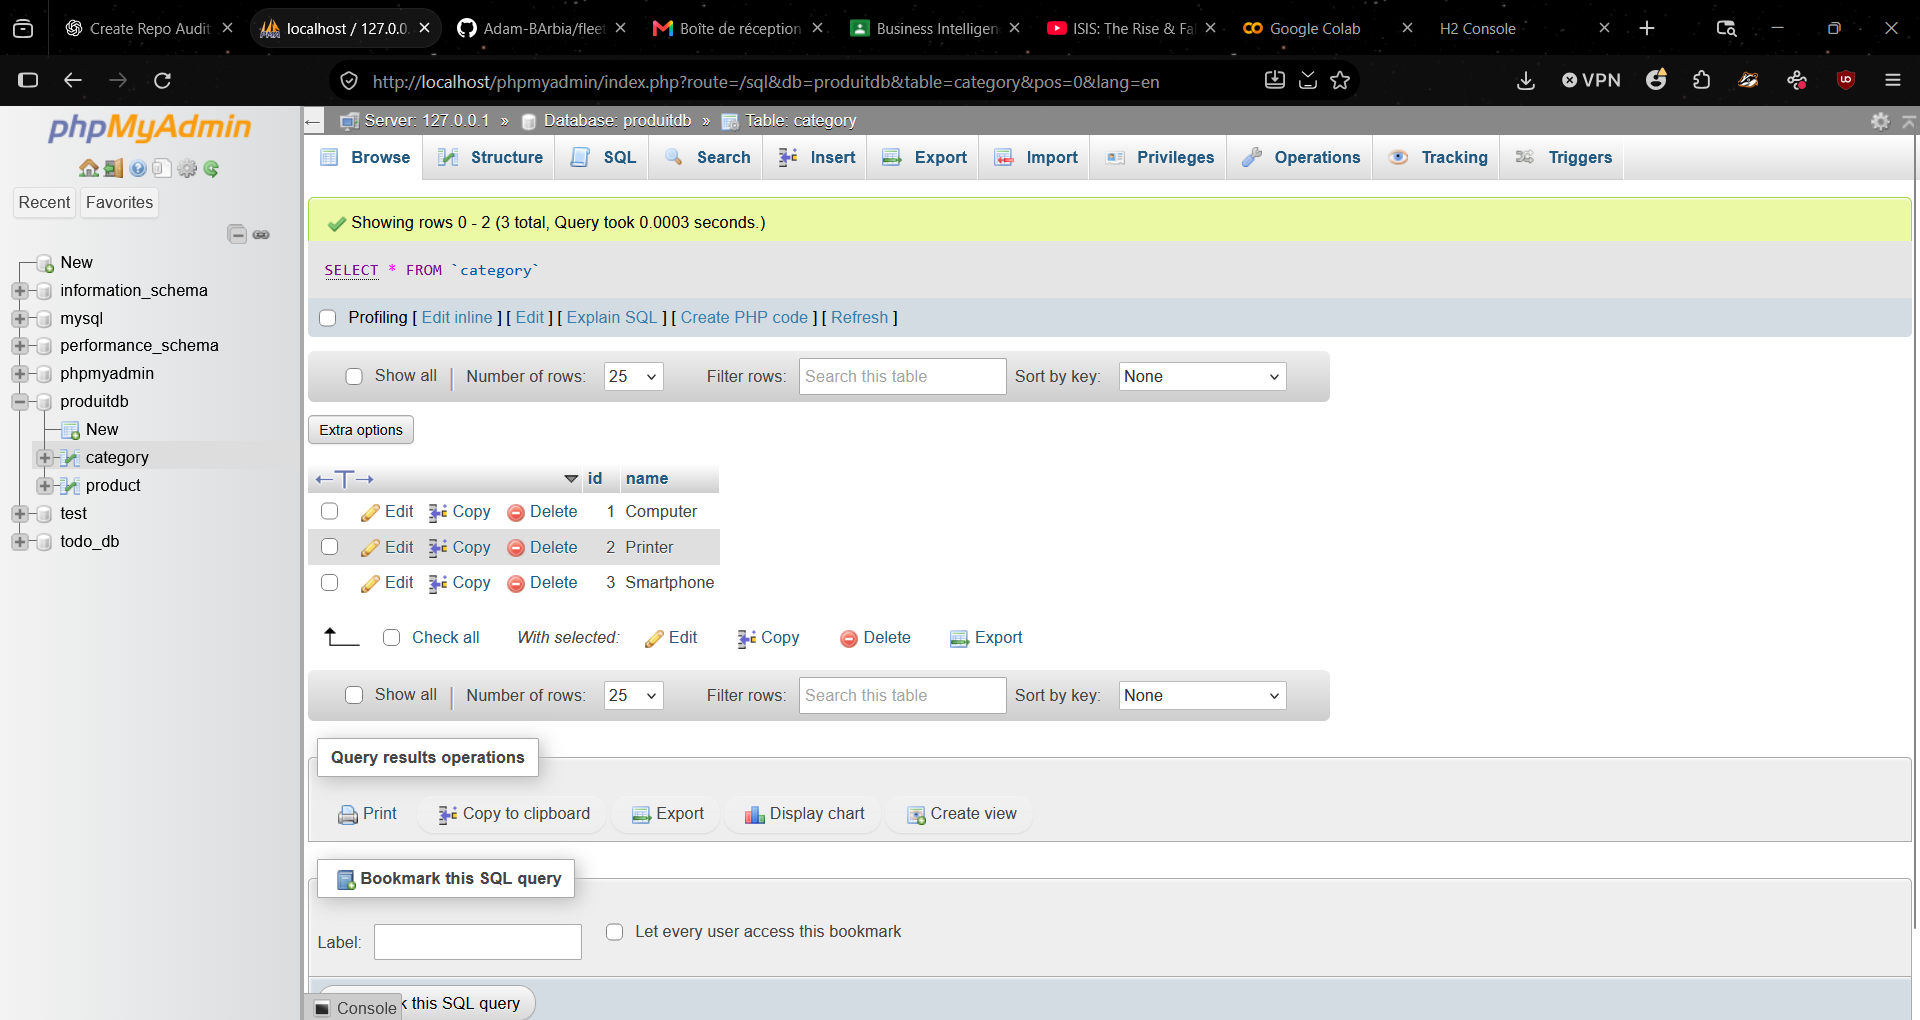 Create Repo Audit
localhost / 127.0.0.
Adam-BArbia/fleet
Boîte de réception
Business Intelligen
ISIS: The Rise & Fa
Google Colab
H2 Console
http://localhost/phpmyadmin/index.php?route=/sql&db=produitdb&table=category&pos=0&lang=en
VPN
phpMyAdmin
Recent
Favorites
New
information_schema
mysql
performance_schema
phpmyadmin
produitdb
New
category
product
test
todo_db
Server: 127.0.0.1 » Database: produitdb » Table: category
Browse
Structure
SQL
Search
Insert
Export
Import
Privileges
Operations
Tracking
Triggers
Showing rows 0 - 2 (3 total, Query took 0.0003 seconds.)
SELECT * FROM `category`
Profiling [ Edit inline ] [ Edit ] [ Explain SQL ] [ Create PHP code ] [ Refresh ]
Show all | Number of rows: 25 Filter rows: Search this table Sort by key: None
Extra options
←T→ id name
Edit Copy Delete 1 Computer
Edit Copy Delete 2 Printer
Edit Copy Delete 3 Smartphone
Check all With selected: Edit Copy Delete Export
Show all | Number of rows: 25 Filter rows: Search this table Sort by key: None
Query results operations
Print Copy to clipboard Export Display chart Create view
Bookmark this SQL query
Label:
Let every user access this bookmark
Console
k this SQL query